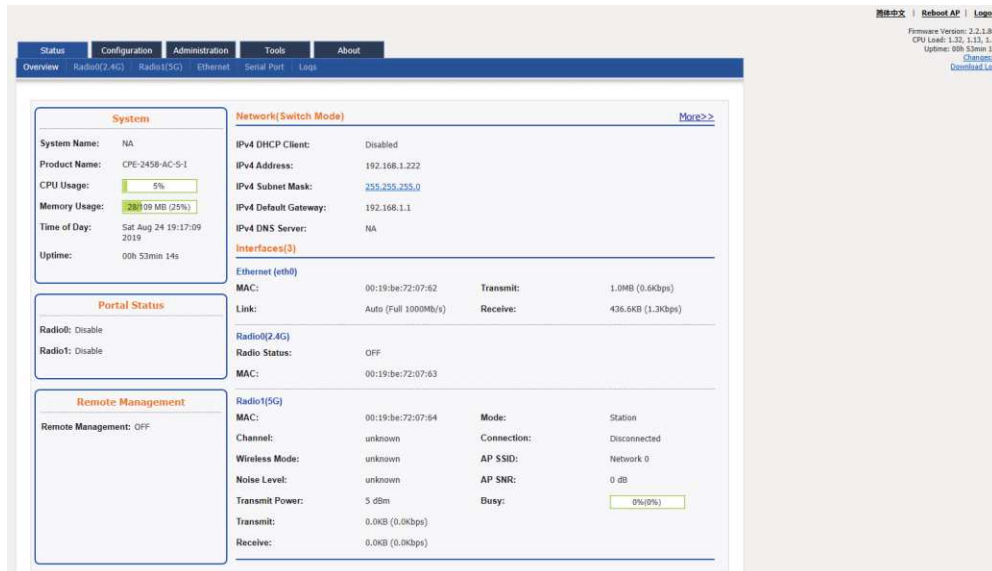 简体中文 | Reboot AP | Logo
Firmware Version: 2.2.1.8
CPU Load: 1.32, 1.13, 1.
Uptime: 00h 53min 1
Changes
Download Lo
Status Configuration Administration Tools About
Overview Radio0(2.4G) Radio1(5G) Ethernet Serial Port Logs
System
System Name: NA
Product Name: CPE-2458-AC-S-I
CPU Usage: 5%
Memory Usage: 28/109 MB (25%)
Time of Day: Sat Aug 24 19:17:09
2019
Uptime: 00h 53min 14s
Portal Status
Radio0: Disable
Radio1: Disable
Remote Management
Remote Management: OFF
Network(Switch Mode) More>>
IPv4 DHCP Client: Disabled
IPv4 Address: 192.168.1.222
IPv4 Subnet Mask: 255.255.255.0
IPv4 Default Gateway: 192.168.1.1
IPv4 DNS Server: NA
Interfaces(3)
Ethernet (eth0)
MAC: 00:19:be:72:07:62 Transmit: 1.0MB (0.6Kbps)
Link: Auto (Full 1000Mb/s) Receive: 436.6KB (1.3Kbps)
Radio0(2.4G)
Radio Status: OFF
MAC: 00:19:be:72:07:63
Radio1(5G)
MAC: 00:19:be:72:07:64 Mode: Station
Channel: unknown Connection: Disconnected
Wireless Mode: unknown AP SSID: Network 0
Noise Level: unknown AP SNR: 0 dB
Transmit Power: 5 dBm Busy: 0%(0%)
Transmit: 0.0KB (0.0Kbps)
Receive: 0.0KB (0.0Kbps)